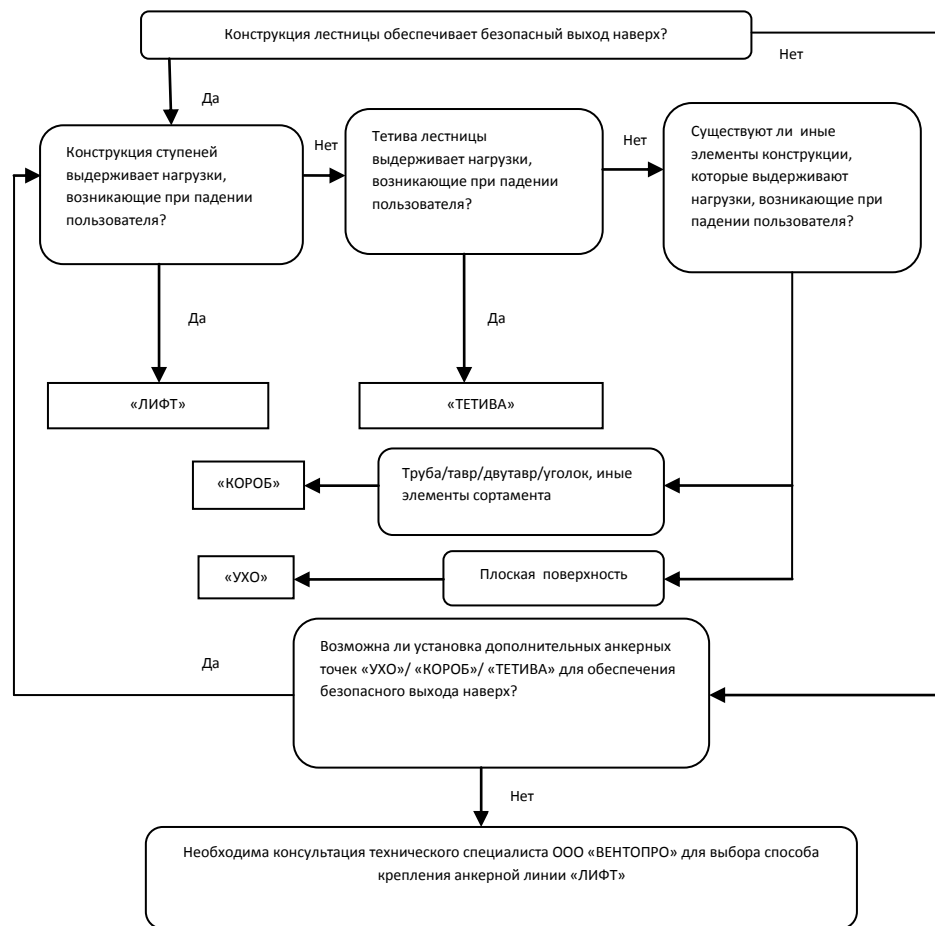 Конструкция лестницы обеспечивает безопасный выход наверх?
Нет
Да
Конструкция ступеней
выдерживает нагрузки,
возникающие при падении
пользователя?
Нет
Тетива лестницы
выдерживает нагрузки,
возникающие при падении
пользователя?
Нет
Существуют ли иные
элементы конструкции,
которые выдерживают
нагрузки, возникающие при
падении пользователя?
Да
Да
«ЛИФТ»
«ТЕТИВА»
«КОРОБ»
Труба/тавр/двутавр/уголок, иные
элементы сортамента
«УХО»
Плоская поверхность
Да
Возможна ли установка дополнительных анкерных
точек «УХО»/ «КОРОБ»/ «ТЕТИВА» для обеспечения
безопасного выхода наверх?
Нет
Необходима консультация технического специалиста ООО «ВЕНТОПРО» для выбора способа
крепления анкерной линии «ЛИФТ»